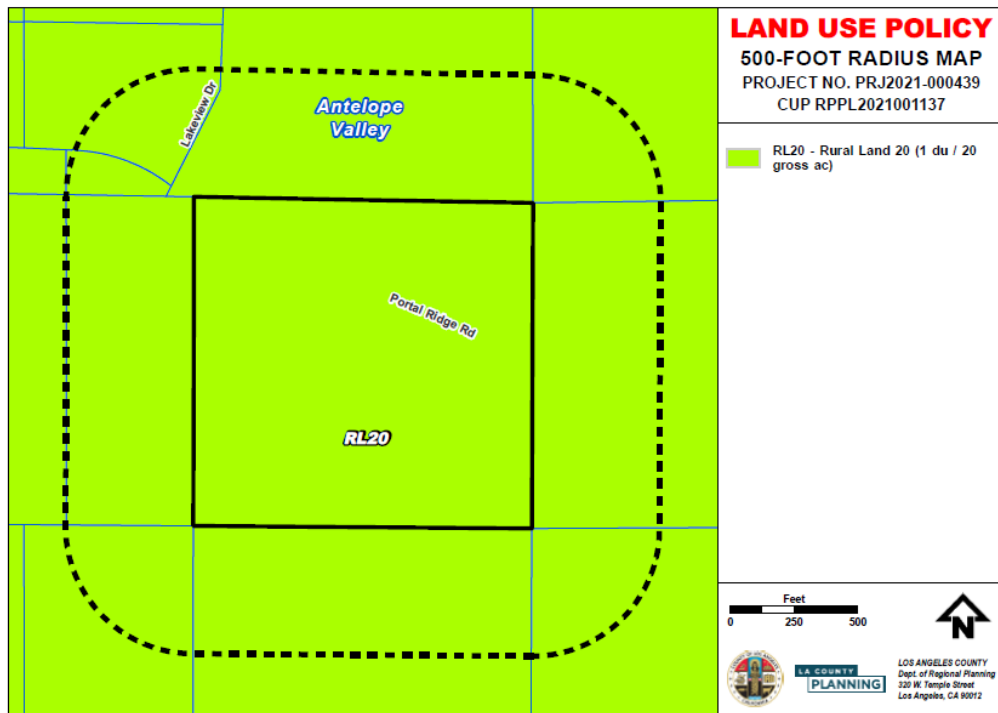 LAND USE POLICY
500-FOOT RADIUS MAP
PROJECT NO. PRJ2021-000439
CUP RPPL2021001137
RL20 - Rural Land 20 (1 du / 20
gross ac)
Lakeview Dr
Antelope
Valley
Portal Ridge Rd
RL20
Feet
0 250 500
N
LA COUNTY
PLANNING
LOS ANGELES COUNTY
Dept. of Regional Planning
320 W. Temple Street
Los Angeles, CA 90012